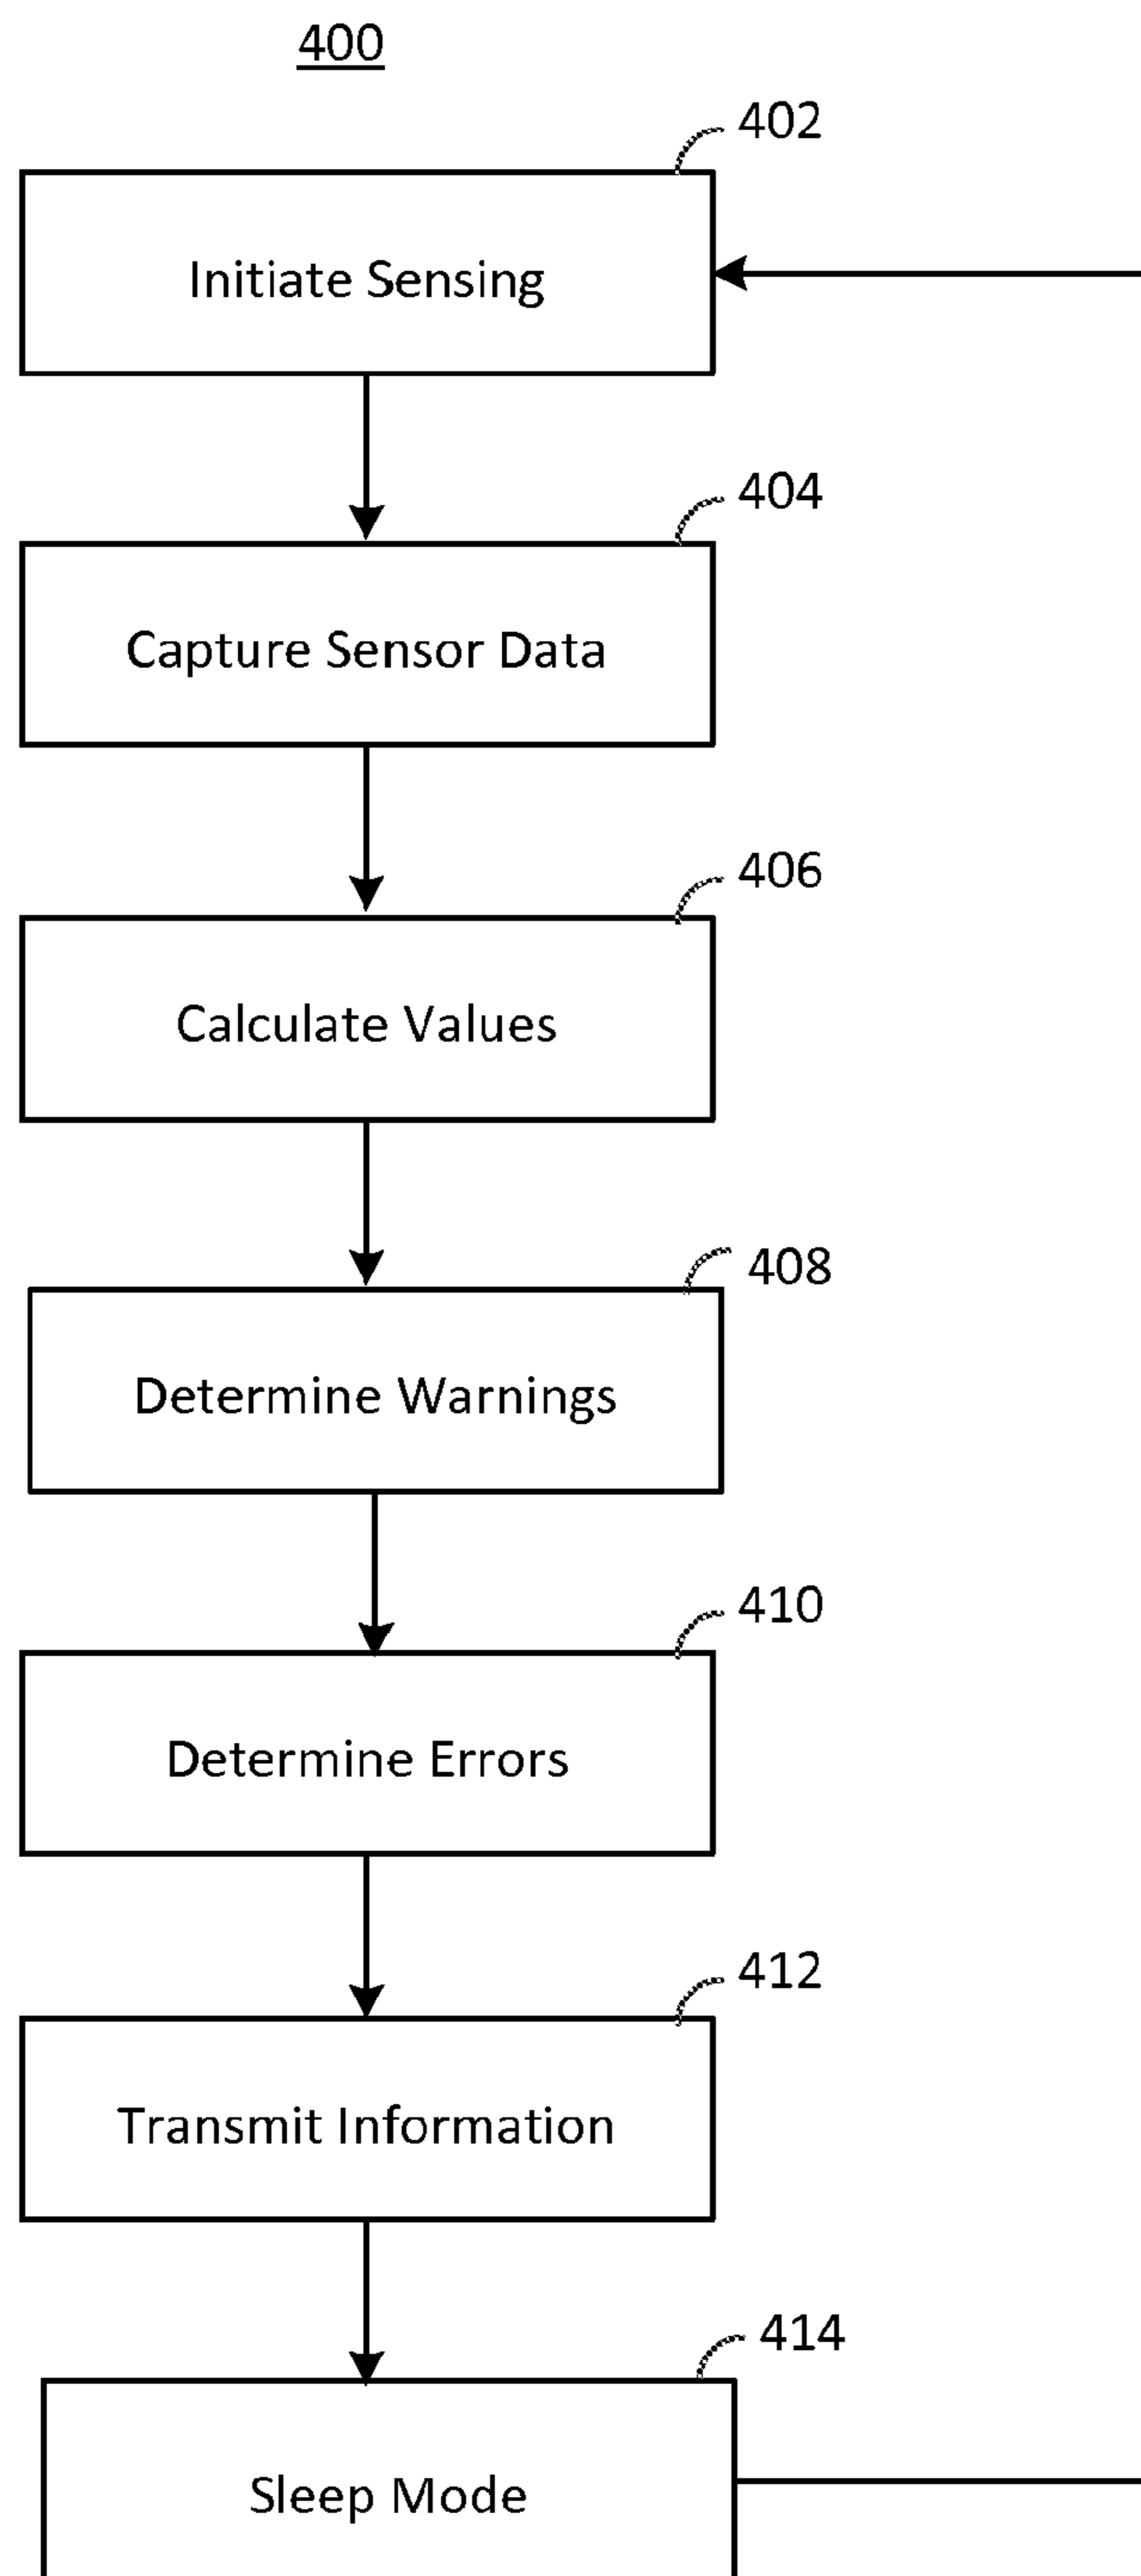 400
402
Initiate Sensing
404
Capture Sensor Data
406
Calculate Values
408
Determine Warnings
410
Determine Errors
412
Transmit Information
414
Sleep Mode